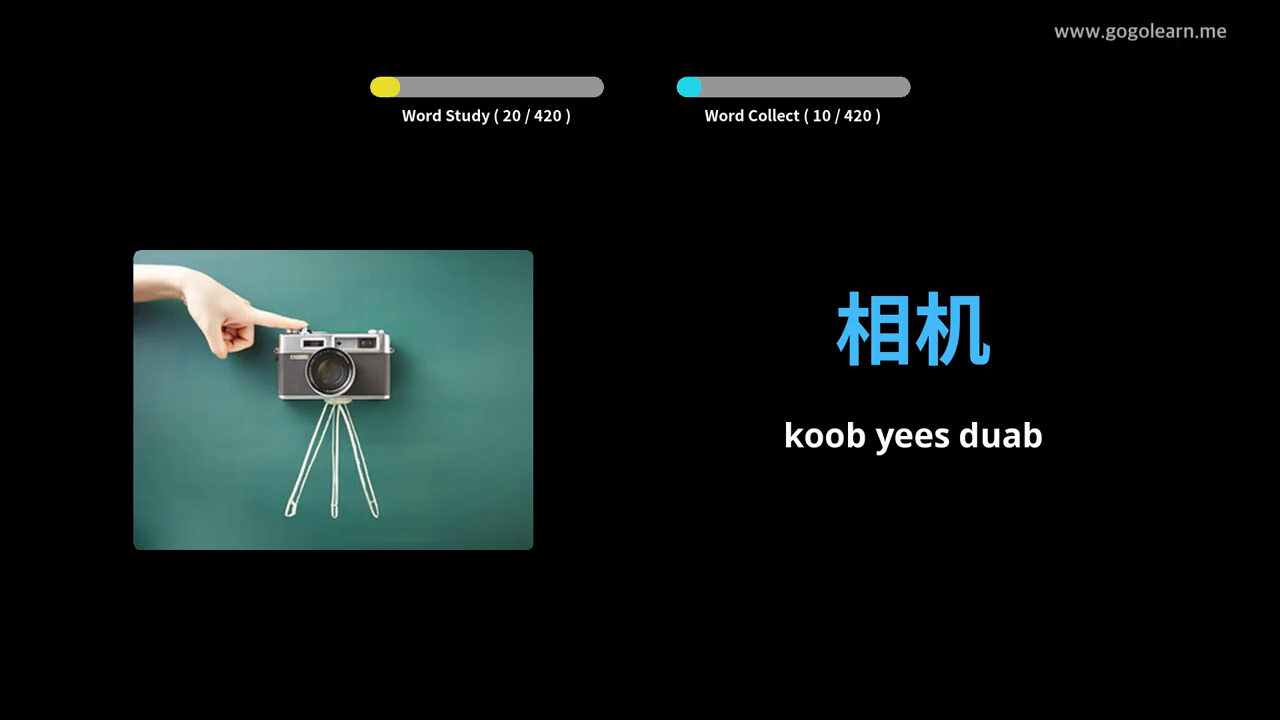 www.gogolearn.me
Word Study ( 20 / 420 )
Word Collect ( 10 / 420 )
相机
koob yees duab